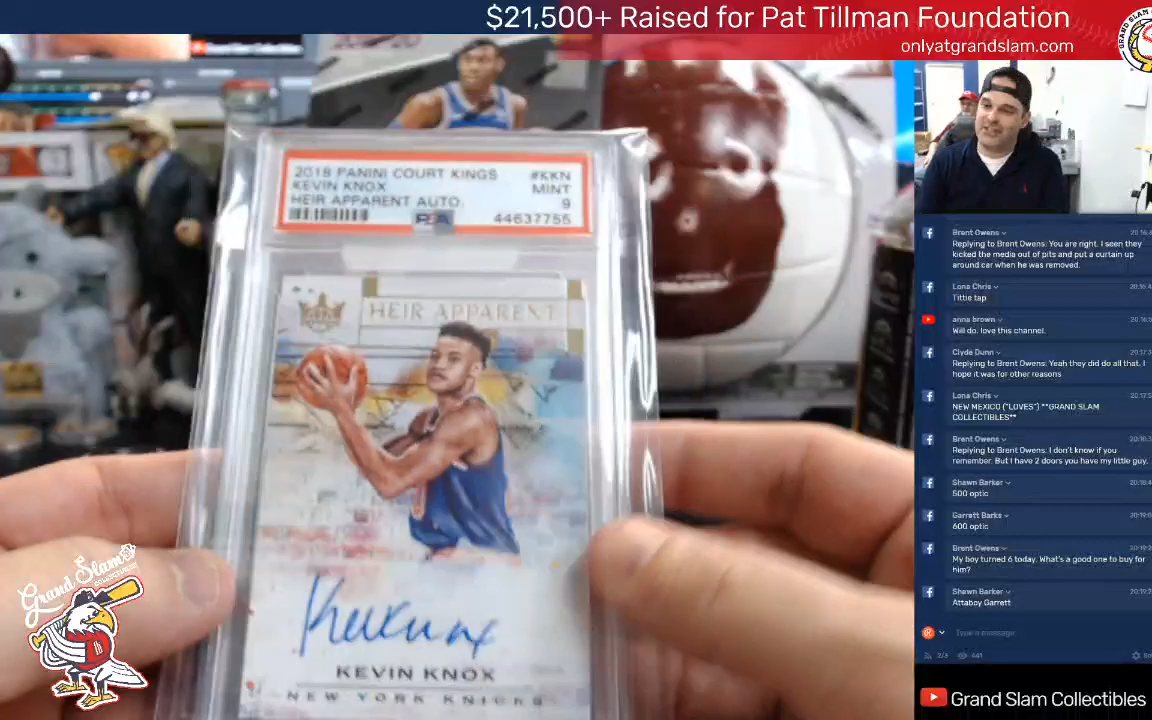 $21,500+ Raised for Pat Tillman Foundation
onlyatgrandslam.com
2018 PANINI COURT KINGS #KKN
KEVIN KNOX MINT
HEIR APPARENT AUTO. 9
PSA 44637755
HEIR APPARENT
KEVIN KNOX
NEW YORK KNICKS
Grand Slam
COLLECTIBLES
Brent Owens
Replying to Brent Owens: You are right. I seen they
kicked the media out of pits and put a curtain up
around car when he was removed.
Lona Chris
Tittie tap
anna brown
Will do. love this channel.
Clyde Dunn
Replying to Brent Owens: Yeah they did do all that. I
hope it was for other reasons
Lona Chris
NEW MEXICO ("LOVES") **GRAND SLAM
COLLECTIBLES**
Brent Owens
Replying to Brent Owens: I don't know if you
remember. But I have 2 doors you have my little guy.
Shawn Barker
500 optic
Garrett Barks
600 optic
Brent Owens
My boy turned 6 today. What's a good one to buy for
him?
Shawn Barker
Attaboy Garrett
Type a message
2/3 441
Grand Slam Collectibles